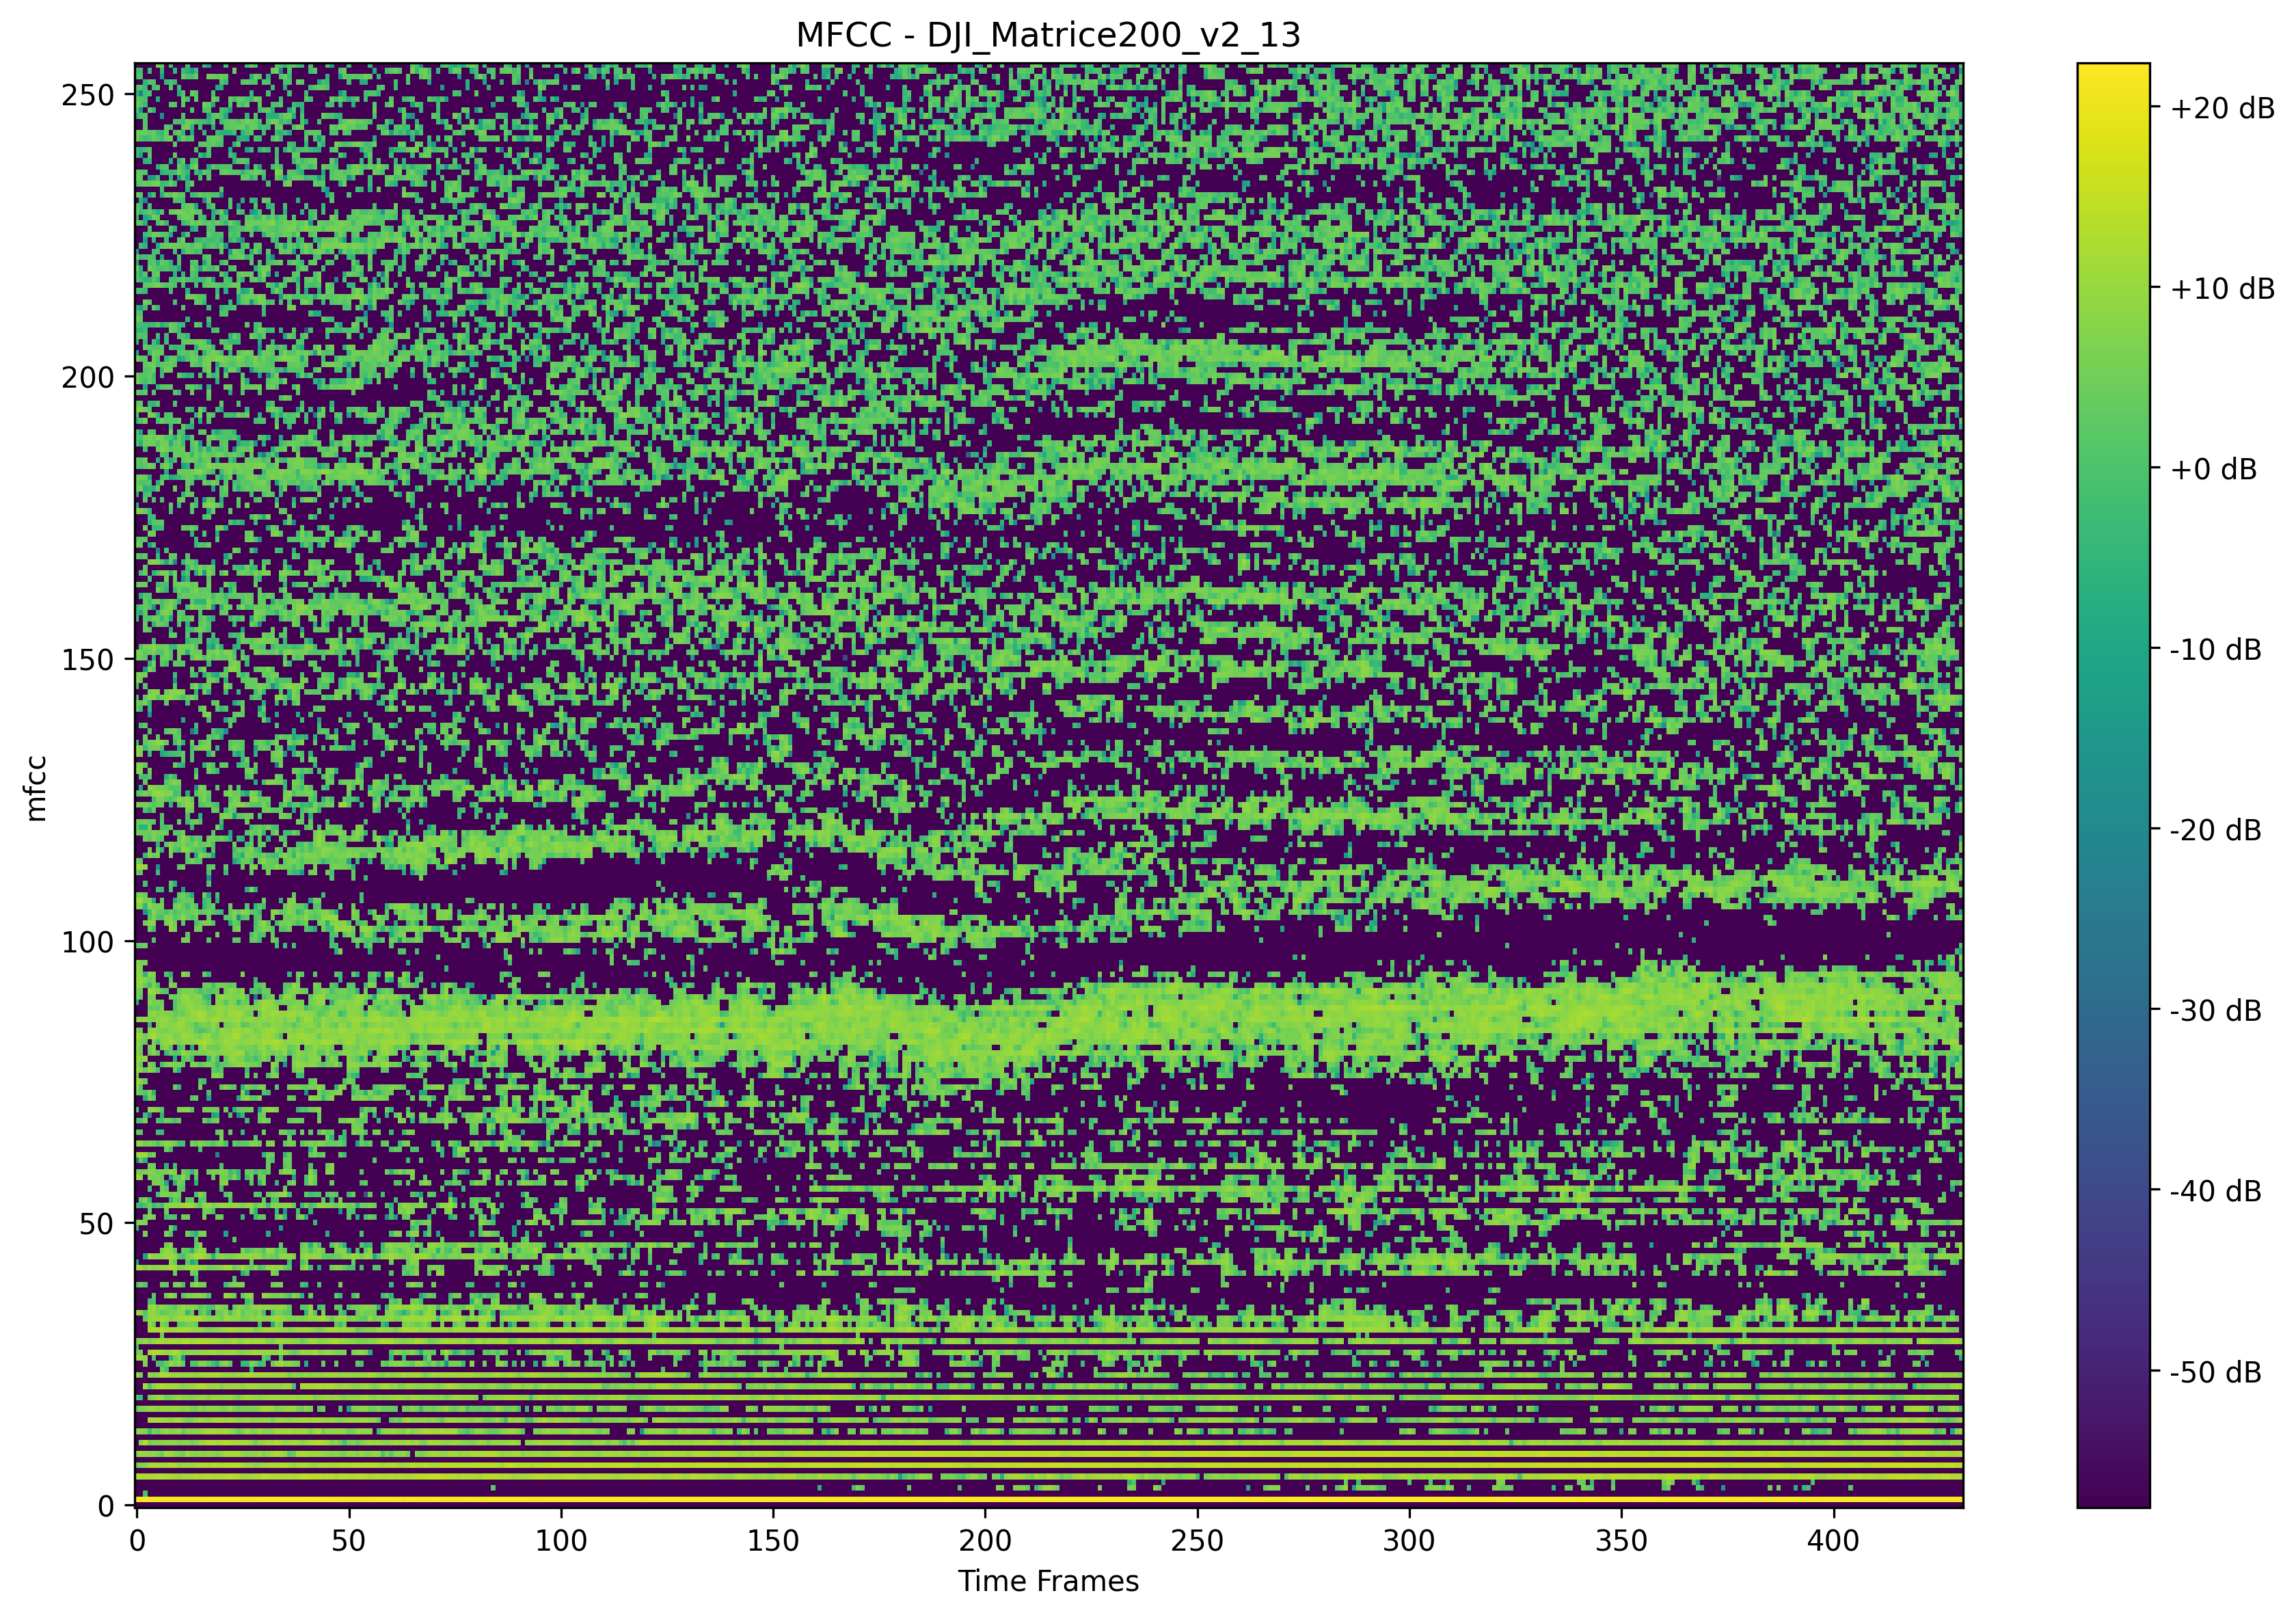 MFCC - DJI_Matrice200_v2_13
250
200
150
100
50
0
mfcc
0 50 100 150 200 250 300 350 400
Time Frames
+20 dB
+10 dB
+0 dB
-10 dB
-20 dB
-30 dB
-40 dB
-50 dB